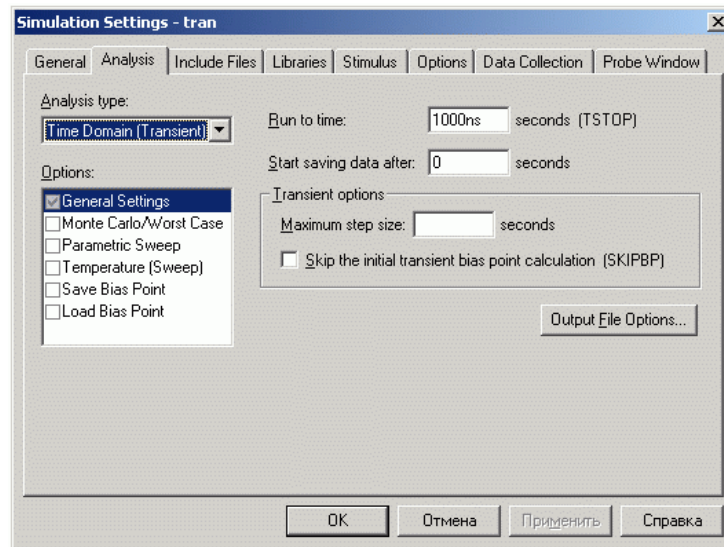 Simulation Settings - tran
General Analysis Include Files Libraries Stimulus Options Data Collection Probe Window
Analysis type:
Time Domain (Transient)
Options:
General Settings
Monte Carlo/Worst Case
Parametric Sweep
Temperature (Sweep)
Save Bias Point
Load Bias Point
Run to time: 1000ns seconds (TSTOP)
Start saving data after: 0 seconds
Transient options
Maximum step size: seconds
Skip the initial transient bias point calculation (SKIPBP)
Output File Options...
OK Отмена Применить Справка